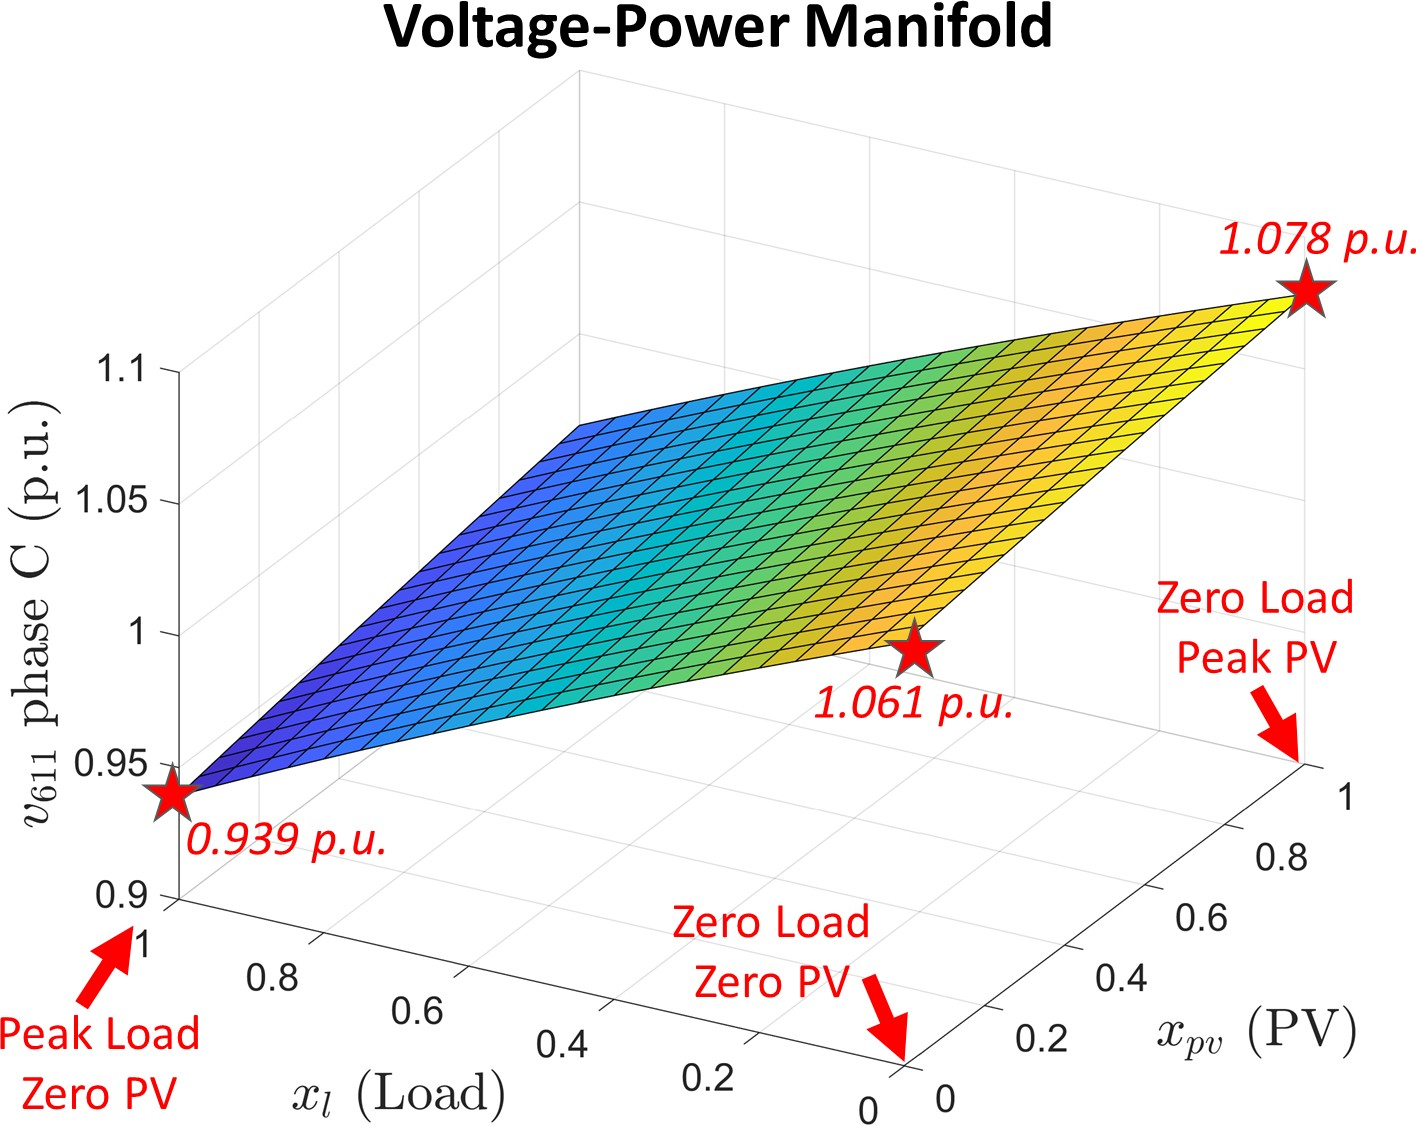 Voltage-Power Manifold
1.078 p.u.
1.1
1.05
1
0.95
0.9
v611 phase C (p.u.)
Zero Load
Peak PV
1.061 p.u.
0.939 p.u.
Zero Load
Zero PV
Peak Load
Zero PV
1
0.8
0.6
0.4
0.2
0
xl (Load)
0
0.2
0.4
0.6
0.8
1
xpv (PV)